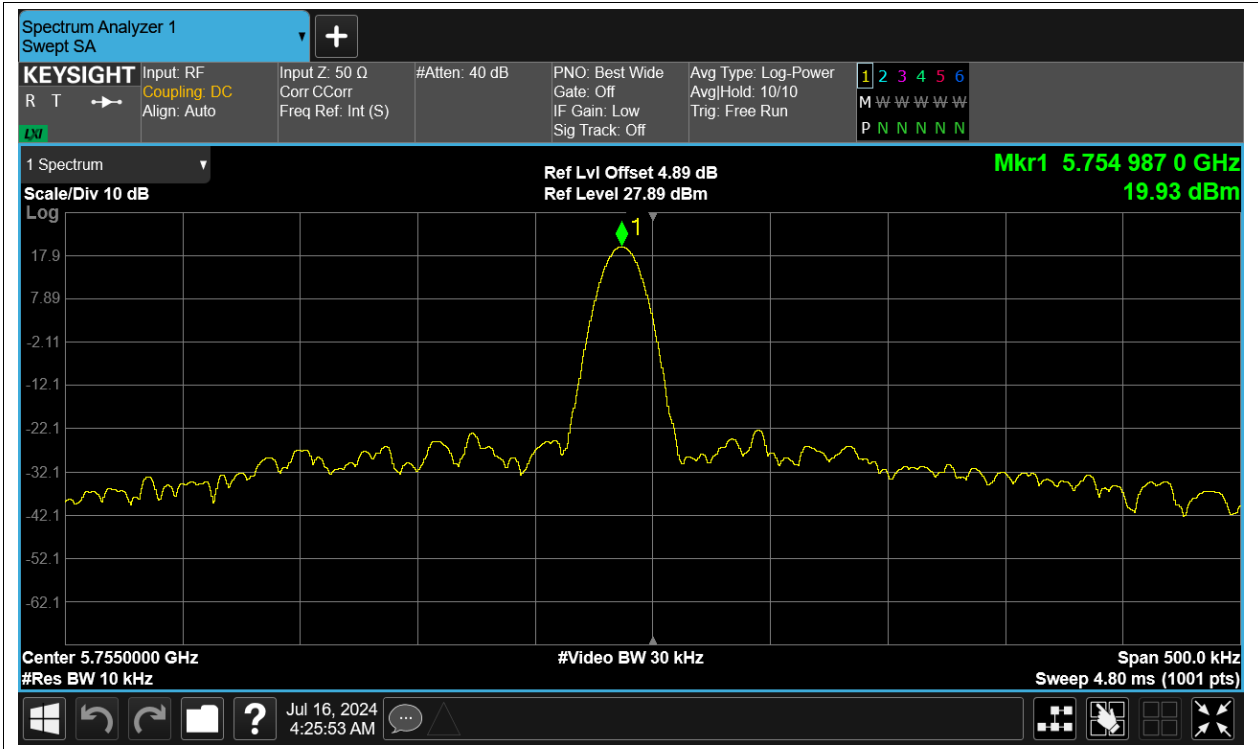 Spectrum Analyzer 1
Swept SA
KEYSIGHT
R T
LXI
Input: RF
Coupling: DC
Align: Auto
Input Z: 50 Ω
Corr CCorr
Freq Ref: Int (S)
#Atten: 40 dB
PNO: Best Wide
Gate: Off
IF Gain: Low
Sig Track: Off
Avg Type: Log-Power
Avg|Hold: 10/10
Trig: Free Run
1 2 3 4 5 6
M W W W W W
P N N N N N
1 Spectrum
Scale/Div 10 dB
Ref Lvl Offset 4.89 dB
Ref Level 27.89 dBm
Mkr1 5.754 987 0 GHz
19.93 dBm
Log
1
17.9
7.89
-2.11
-12.1
-22.1
-32.1
-42.1
-52.1
-62.1
Center 5.7550000 GHz
#Video BW 30 kHz
Span 500.0 kHz
#Res BW 10 kHz
Sweep 4.80 ms (1001 pts)
?
Jul 16, 2024
4:25:53 AM